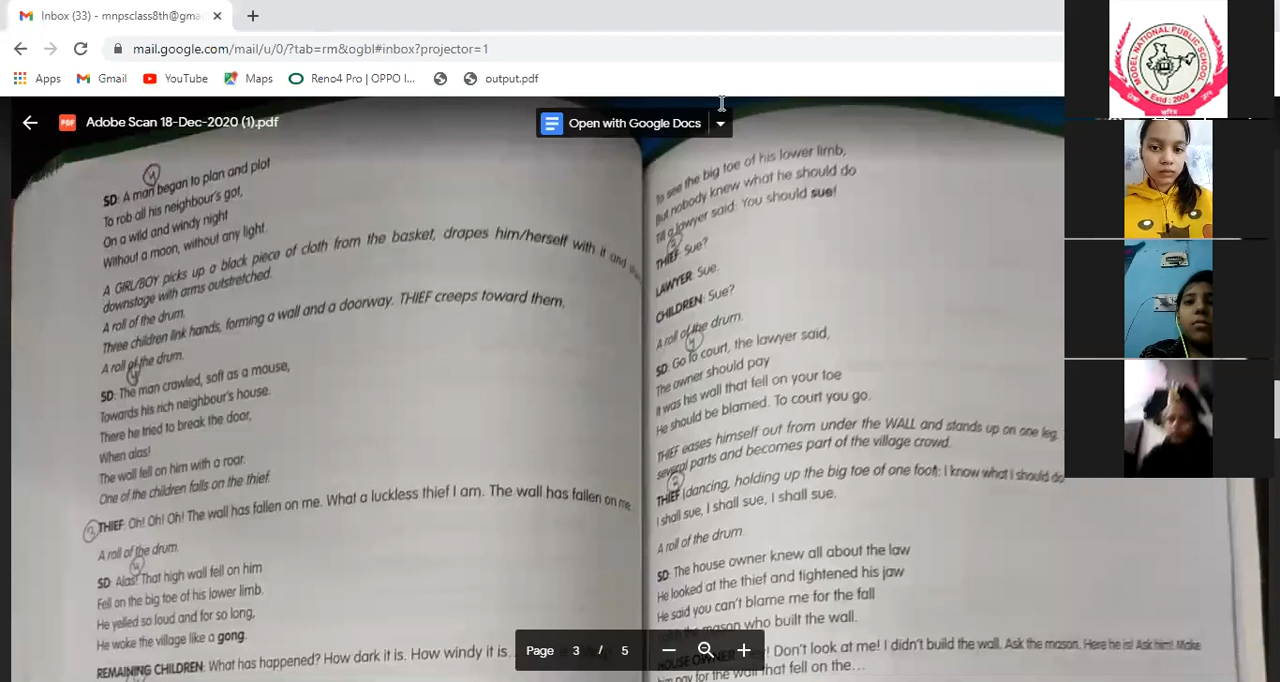 Inbox (33) - mnpsclass8th@gma
mail.google.com/mail/u/0/?tab=rm&ogbl#inbox?projector=1
Apps Gmail YouTube Maps Reno4 Pro | OPPO I... output.pdf
Adobe Scan 18-Dec-2020 (1).pdf
Open with Google Docs
SD: A man began to plan and plot
To rob all his neighbour's got,
On a wild and windy night
Without a moon, without any light.
A GIRL/BOY picks up a black piece of cloth from the basket, drapes him/herself with it and
downstage with arms outstretched.
A roll of the drum.
Three children link hands, forming a wall and a doorway. THIEF creeps toward them,
A roll of the drum.
SD: The man crawled, soft as a mouse,
Towards his rich neighbour's house.
There he tried to break the door,
When alas!
The wall fell on him with a roar.
One of the children falls on the thief.
3 THIEF: Oh! Oh! Oh! The wall has fallen on me. What a luckless thief I am. The wall has fallen on me.
A roll of the drum.
SD: Alas! That high wall fell on him
Fell on the big toe of his lower limb.
He yelled so loud and for so long,
He woke the village like a gong.
REMAINING CHILDREN: What has happened? How dark it is. How windy it is
To see the big toe of his lower limb,
But nobody knew what he should do
Till a lawyer said: You should sue!
THIEF: Sue?
LAWYER: Sue.
CHILDREN: Sue?
A roll of the drum.
SD: Go to court, the lawyer said,
The owner should pay
It was his wall that fell on your toe
He should be blamed. To court you go.
THIEF eases himself out from under the WALL and stands up on one leg.
several parts and becomes part of the village crowd.
THIEF (dancing, holding up the big toe of one foot): I know what I should do
I shall sue, I shall sue, I shall sue.
A roll of the drum.
SD: The house owner knew all about the law
He looked at the thief and tightened his jaw
He said you can't blame me for the fall
the mason who built the wall.
HOUSE OWNER: Don't look at me! I didn't build the wall. Ask the mason. Here he is! Ask him! Make
him pay for the wall that fell on the...
Page 3 / 5
MODEL NATIONAL PUBLIC SCHOOL
Estd : 2000